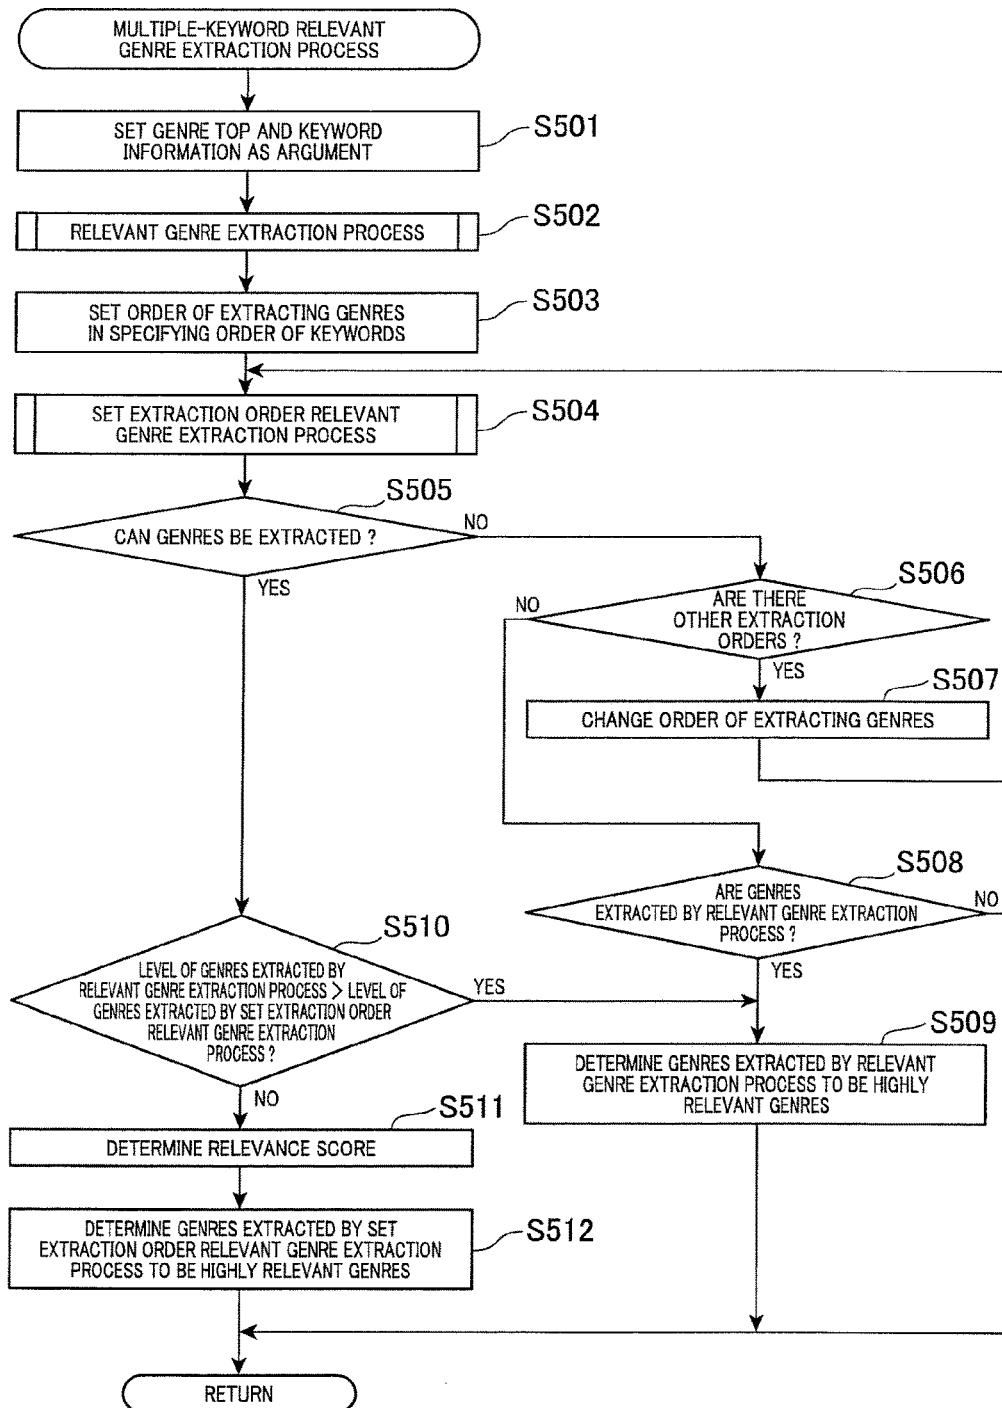 MULTIPLE-KEYWORD RELEVANT
GENRE EXTRACTION PROCESS
SET GENRE TOP AND KEYWORD
INFORMATION AS ARGUMENT
S501
RELEVANT GENRE EXTRACTION PROCESS
S502
SET ORDER OF EXTRACTING GENRES
IN SPECIFYING ORDER OF KEYWORDS
S503
SET EXTRACTION ORDER RELEVANT
GENRE EXTRACTION PROCESS
S504
S505
CAN GENRES BE EXTRACTED ?
NO
YES
S506
ARE THERE
OTHER EXTRACTION
ORDERS ?
NO
YES
S507
CHANGE ORDER OF EXTRACTING GENRES
S508
ARE GENRES
EXTRACTED BY RELEVANT GENRE EXTRACTION
PROCESS ?
NO
YES
S510
LEVEL OF GENRES EXTRACTED BY
RELEVANT GENRE EXTRACTION PROCESS > LEVEL OF
GENRES EXTRACTED BY SET EXTRACTION ORDER
RELEVANT GENRE EXTRACTION
PROCESS ?
YES
NO
S509
DETERMINE GENRES EXTRACTED BY RELEVANT
GENRE EXTRACTION PROCESS TO BE HIGHLY
RELEVANT GENRES
S511
DETERMINE RELEVANCE SCORE
DETERMINE GENRES EXTRACTED BY SET
EXTRACTION ORDER RELEVANT GENRE EXTRACTION
PROCESS TO BE HIGHLY RELEVANT GENRES
S512
RETURN